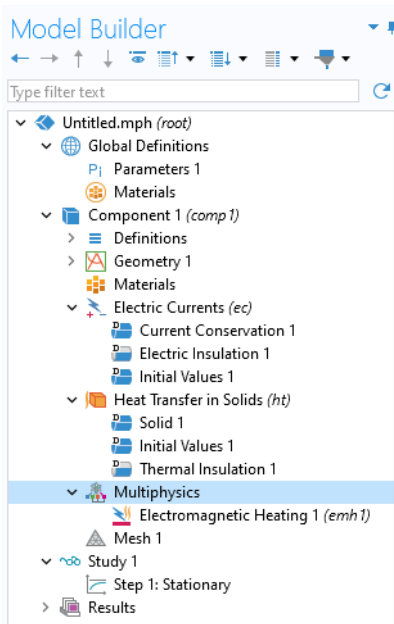 Model Builder
Type filter text
Untitled.mph (root)
Global Definitions
Pi Parameters 1
Materials
Component 1 (comp1)
Definitions
Geometry 1
Materials
Electric Currents (ec)
Current Conservation 1
Electric Insulation 1
Initial Values 1
Heat Transfer in Solids (ht)
Solid 1
Initial Values 1
Thermal Insulation 1
Multiphysics
Electromagnetic Heating 1 (emh1)
Mesh 1
Study 1
Step 1: Stationary
Results